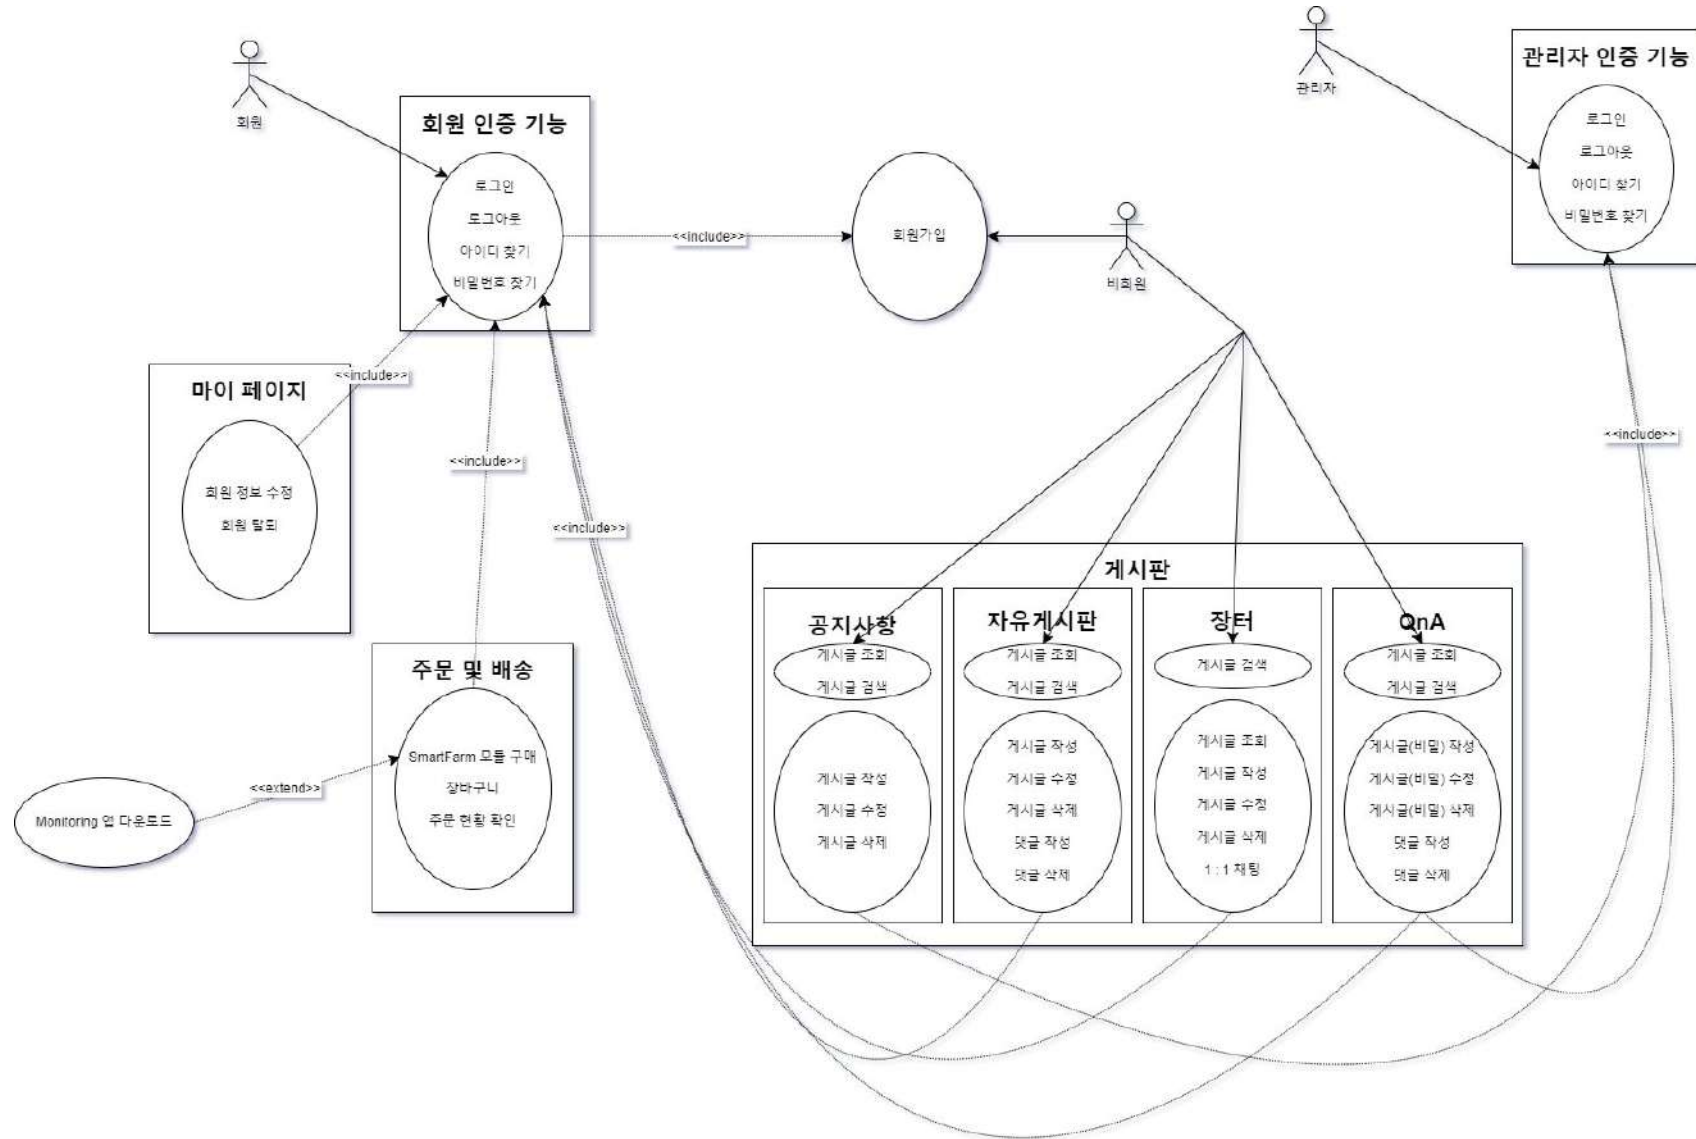 회원
관리자
관리자 인증 기능
로그인
로그아웃
아이디 찾기
비밀번호 찾기
회원 인증 기능
로그인
로그아웃
아이디 찾기
비밀번호 찾기
<<include>>
회원가입
비회원
마이 페이지
<<include>>
회원 정보 수정
회원 탈퇴
<<include>>
<<include>>
<<include>>
주문 및 배송
SmartFarm 모듈 구매
장바구니
주문 현황 확인
<<extend>>
Monitoring 앱 다운로드
게시판
공지사항
게시글 조회
게시글 검색
게시글 작성
게시글 수정
게시글 삭제
자유게시판
게시글 조회
게시글 검색
게시글 작성
게시글 수정
게시글 삭제
댓글 작성
댓글 삭제
장터
게시글 검색
게시글 조회
게시글 작성
게시글 수정
게시글 삭제
1 : 1 채팅
QnA
게시글 조회
게시글 검색
게시글(비밀) 작성
게시글(비밀) 수정
게시글(비밀) 삭제
댓글 작성
댓글 삭제